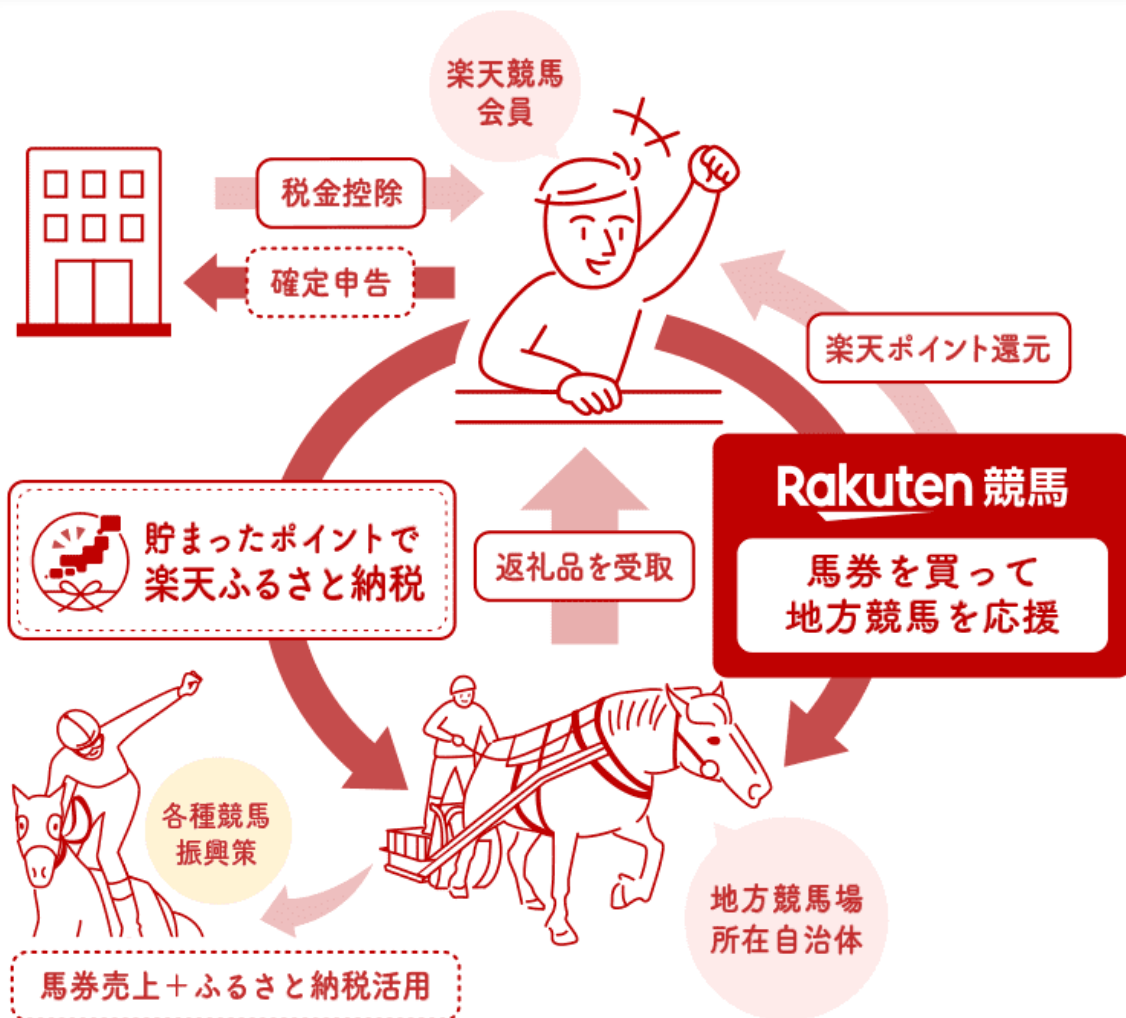 楽天競馬
会員
税金控除
確定申告
楽天ポイント還元
Rakuten 競馬
馬券を買って
地方競馬を応援
貯まったポイントで
楽天ふるさと納税
返礼品を受取
各種競馬
振興策
地方競馬場
所在自治体
馬券売上+ふるさと納税活用